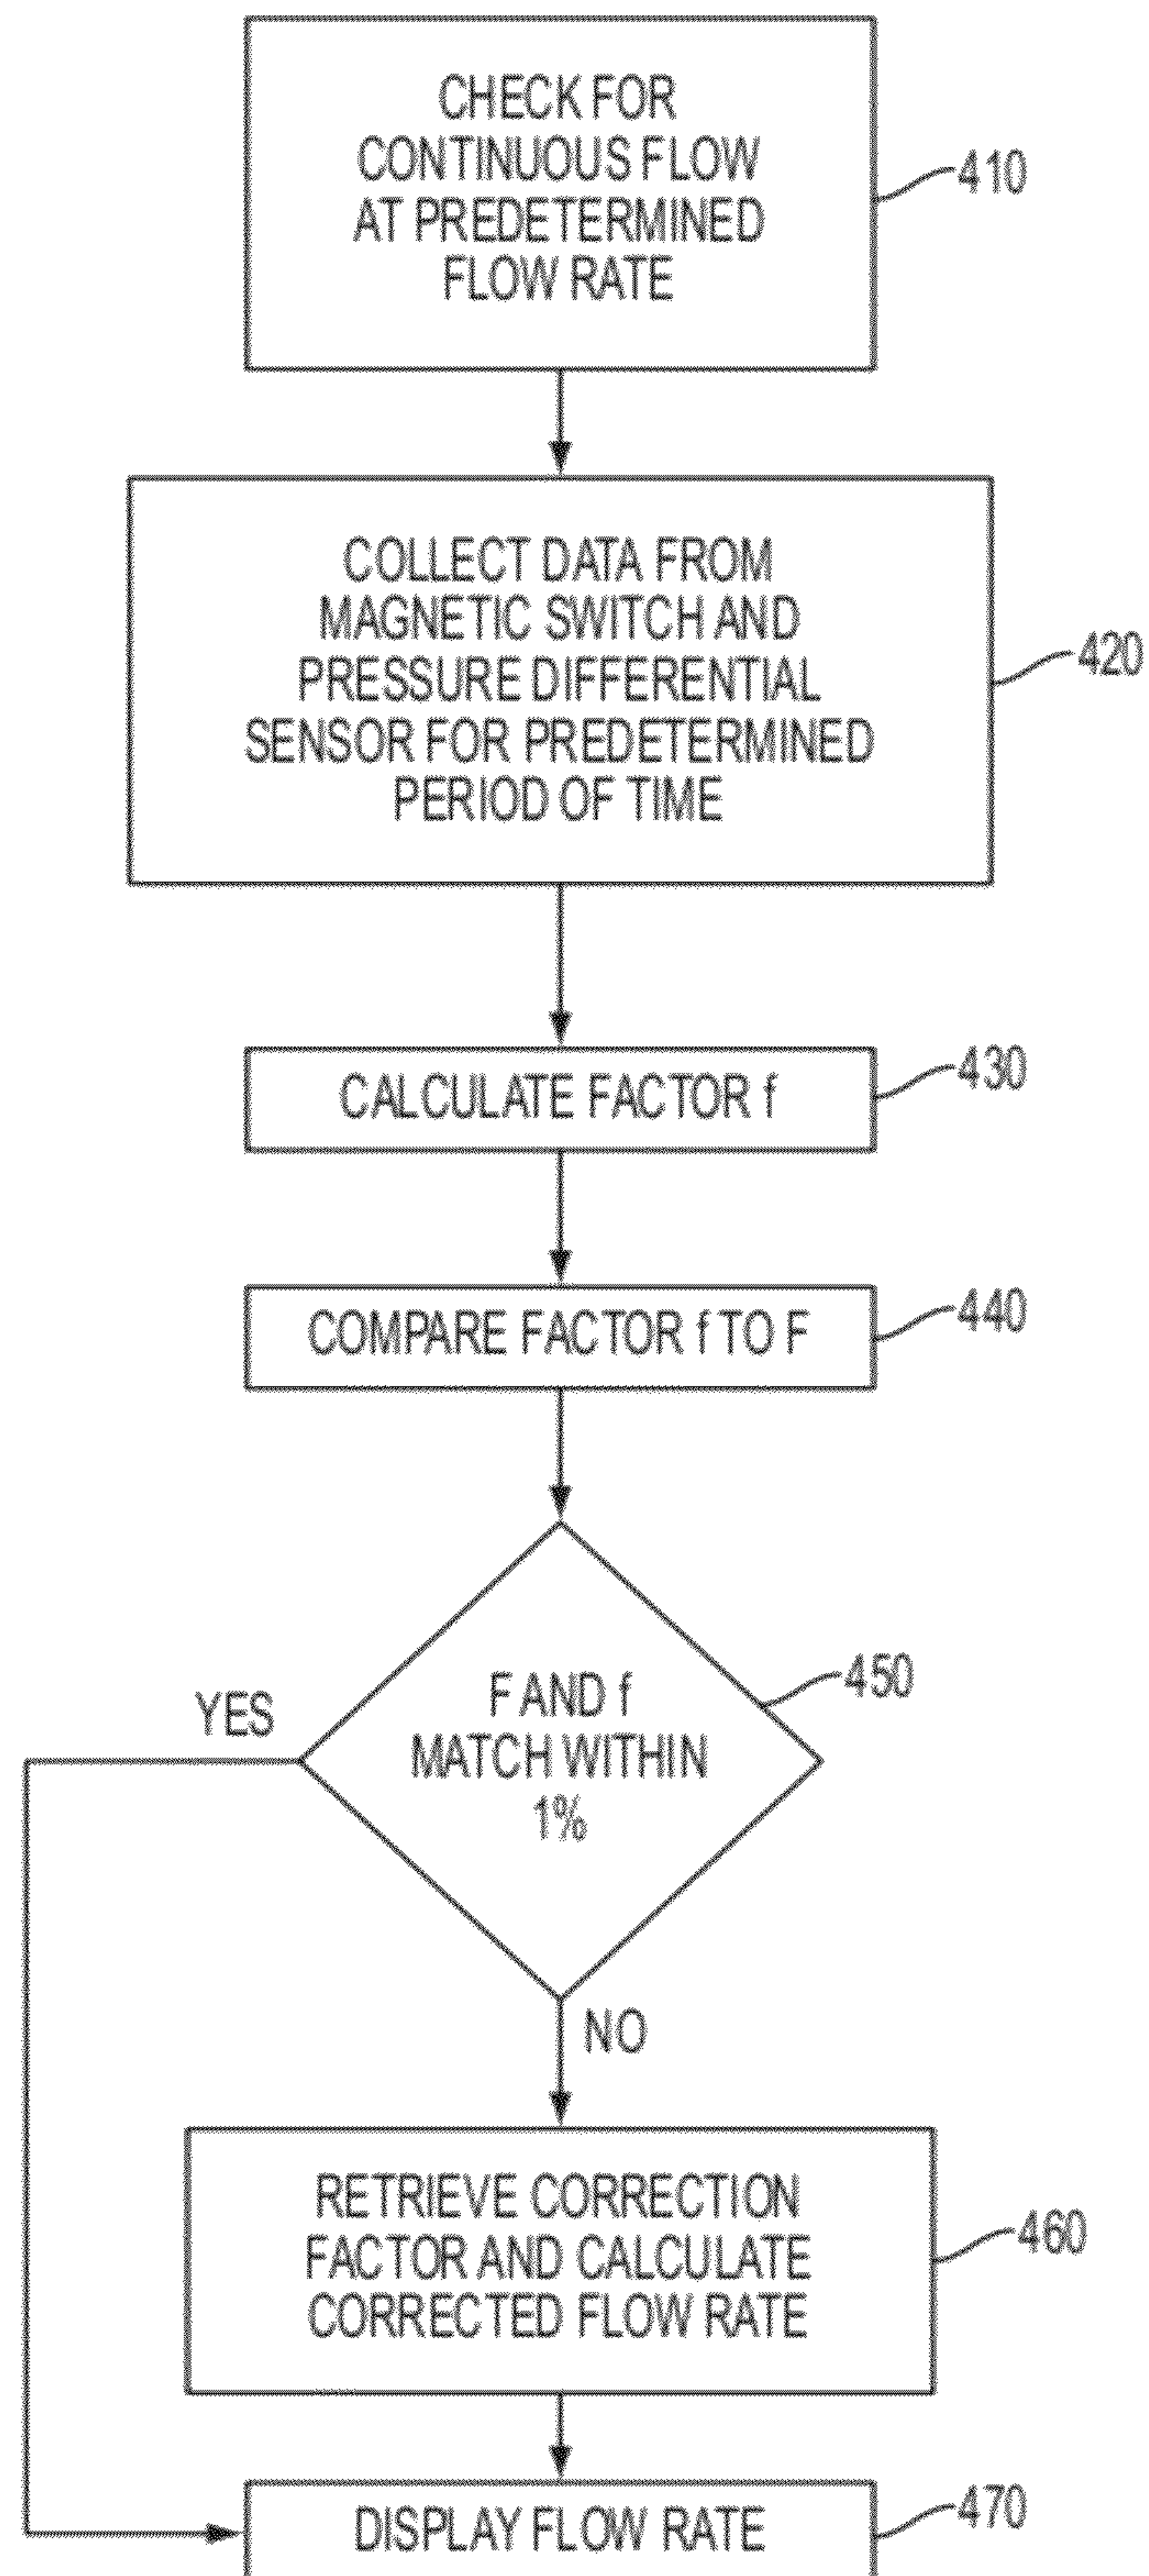 CHECK FOR
CONTINUOUS FLOW
AT PREDETERMINED
FLOW RATE
410
COLLECT DATA FROM
MAGNETIC SWITCH AND
PRESSURE DIFFERENTIAL
SENSOR FOR PREDETERMINED
PERIOD OF TIME
420
CALCULATE FACTOR f
430
COMPARE FACTOR f TO F
440
F AND f
MATCH WITHIN
1%
450
YES
NO
RETRIEVE CORRECTION
FACTOR AND CALCULATE
CORRECTED FLOW RATE
460
DISPLAY FLOW RATE
470